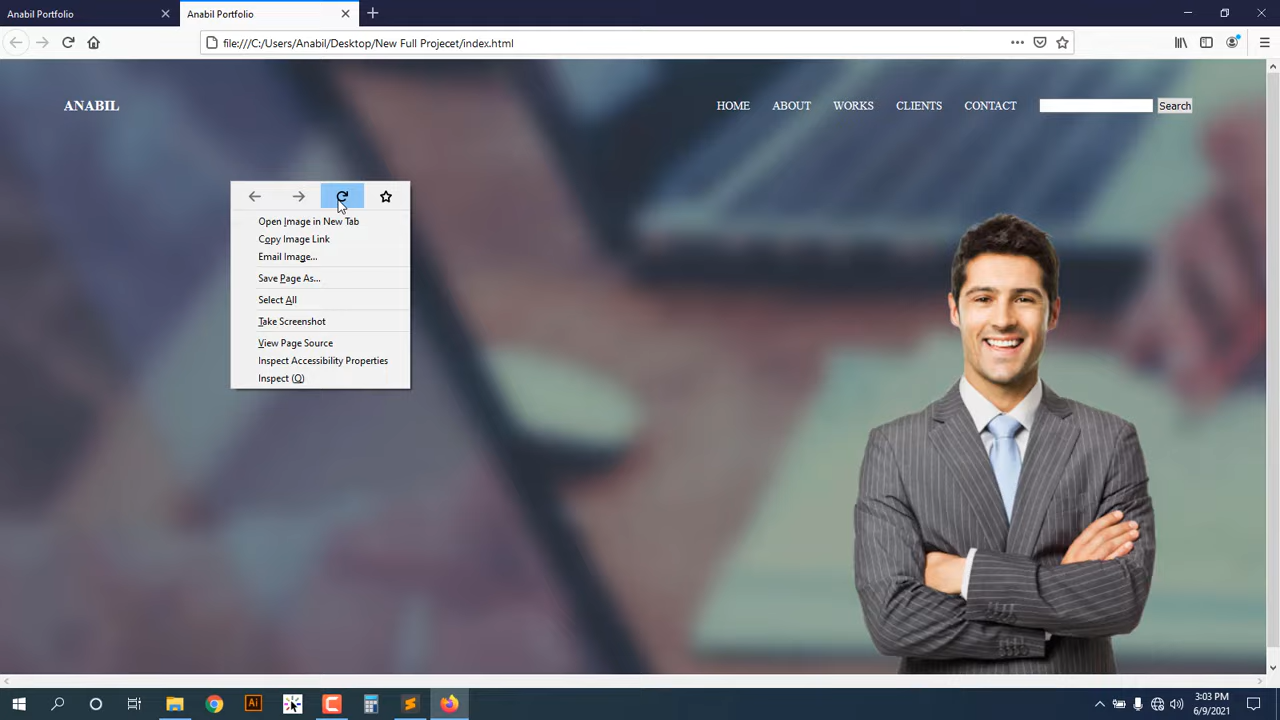 Anabil Portfolio
Anabil Portfolio
file:///C:/Users/Anabil/Desktop/New Full Projecet/index.html
ANABIL
HOME ABOUT WORKS CLIENTS CONTACT Search
Open Image in New Tab
Copy Image Link
Email Image...
Save Page As...
Select All
Take Screenshot
View Page Source
Inspect Accessibility Properties
Inspect (Q)
Ai
3:03 PM
6/9/2021